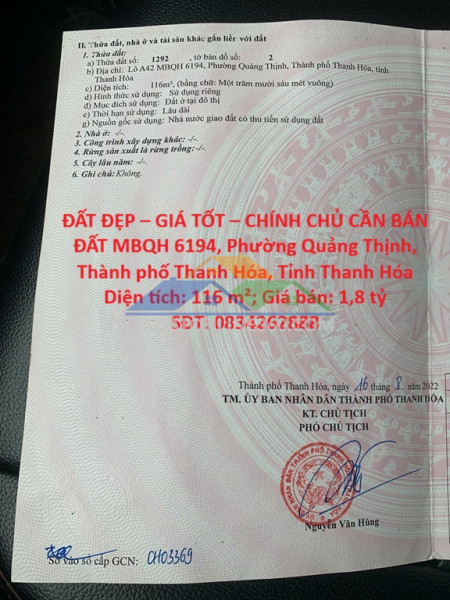 II. Thửa đất, nhà ở và tài sản khác gắn liền với đất
1. Thửa đất:
a) Thửa đất số: 1292, tờ bản đồ số: 2
b) Địa chỉ: Lô A42 MBQH 6194, Phường Quảng Thịnh, Thành phố Thanh Hóa, tỉnh
Thanh Hóa
c) Diện tích: 116m², (bằng chữ: Một trăm mười sáu mét vuông)
d) Hình thức sử dụng: Sử dụng riêng
đ) Mục đích sử dụng: Đất ở tại đô thị
e) Thời hạn sử dụng: Lâu dài
g) Nguồn gốc sử dụng: Nhà nước giao đất có thu tiền sử dụng đất
2. Nhà ở: -/-.
3. Công trình xây dựng khác: -/-.
4. Rừng sản xuất là rừng trồng: -/-.
5. Cây lâu năm: -/-.
6. Ghi chú: Không.
ĐẤT ĐẸP – GIÁ TỐT – CHÍNH CHỦ CẦN BÁN
ĐẤT MBQH 6194, Phường Quảng Thịnh,
Thành phố Thanh Hóa, Tỉnh Thanh Hóa
Diện tích: 116 m²; Giá bán: 1,8 tỷ
SĐT: 0834262888
Thành phố Thanh Hóa, ngày 16 tháng 8 năm 2022
TM. ỦY BAN NHÂN DÂN THÀNH PHỐ THANH HÓA
KT. CHỦ TỊCH
PHÓ CHỦ TỊCH
Nguyễn Văn Hùng
Số vào sổ cấp GCN: CH03369